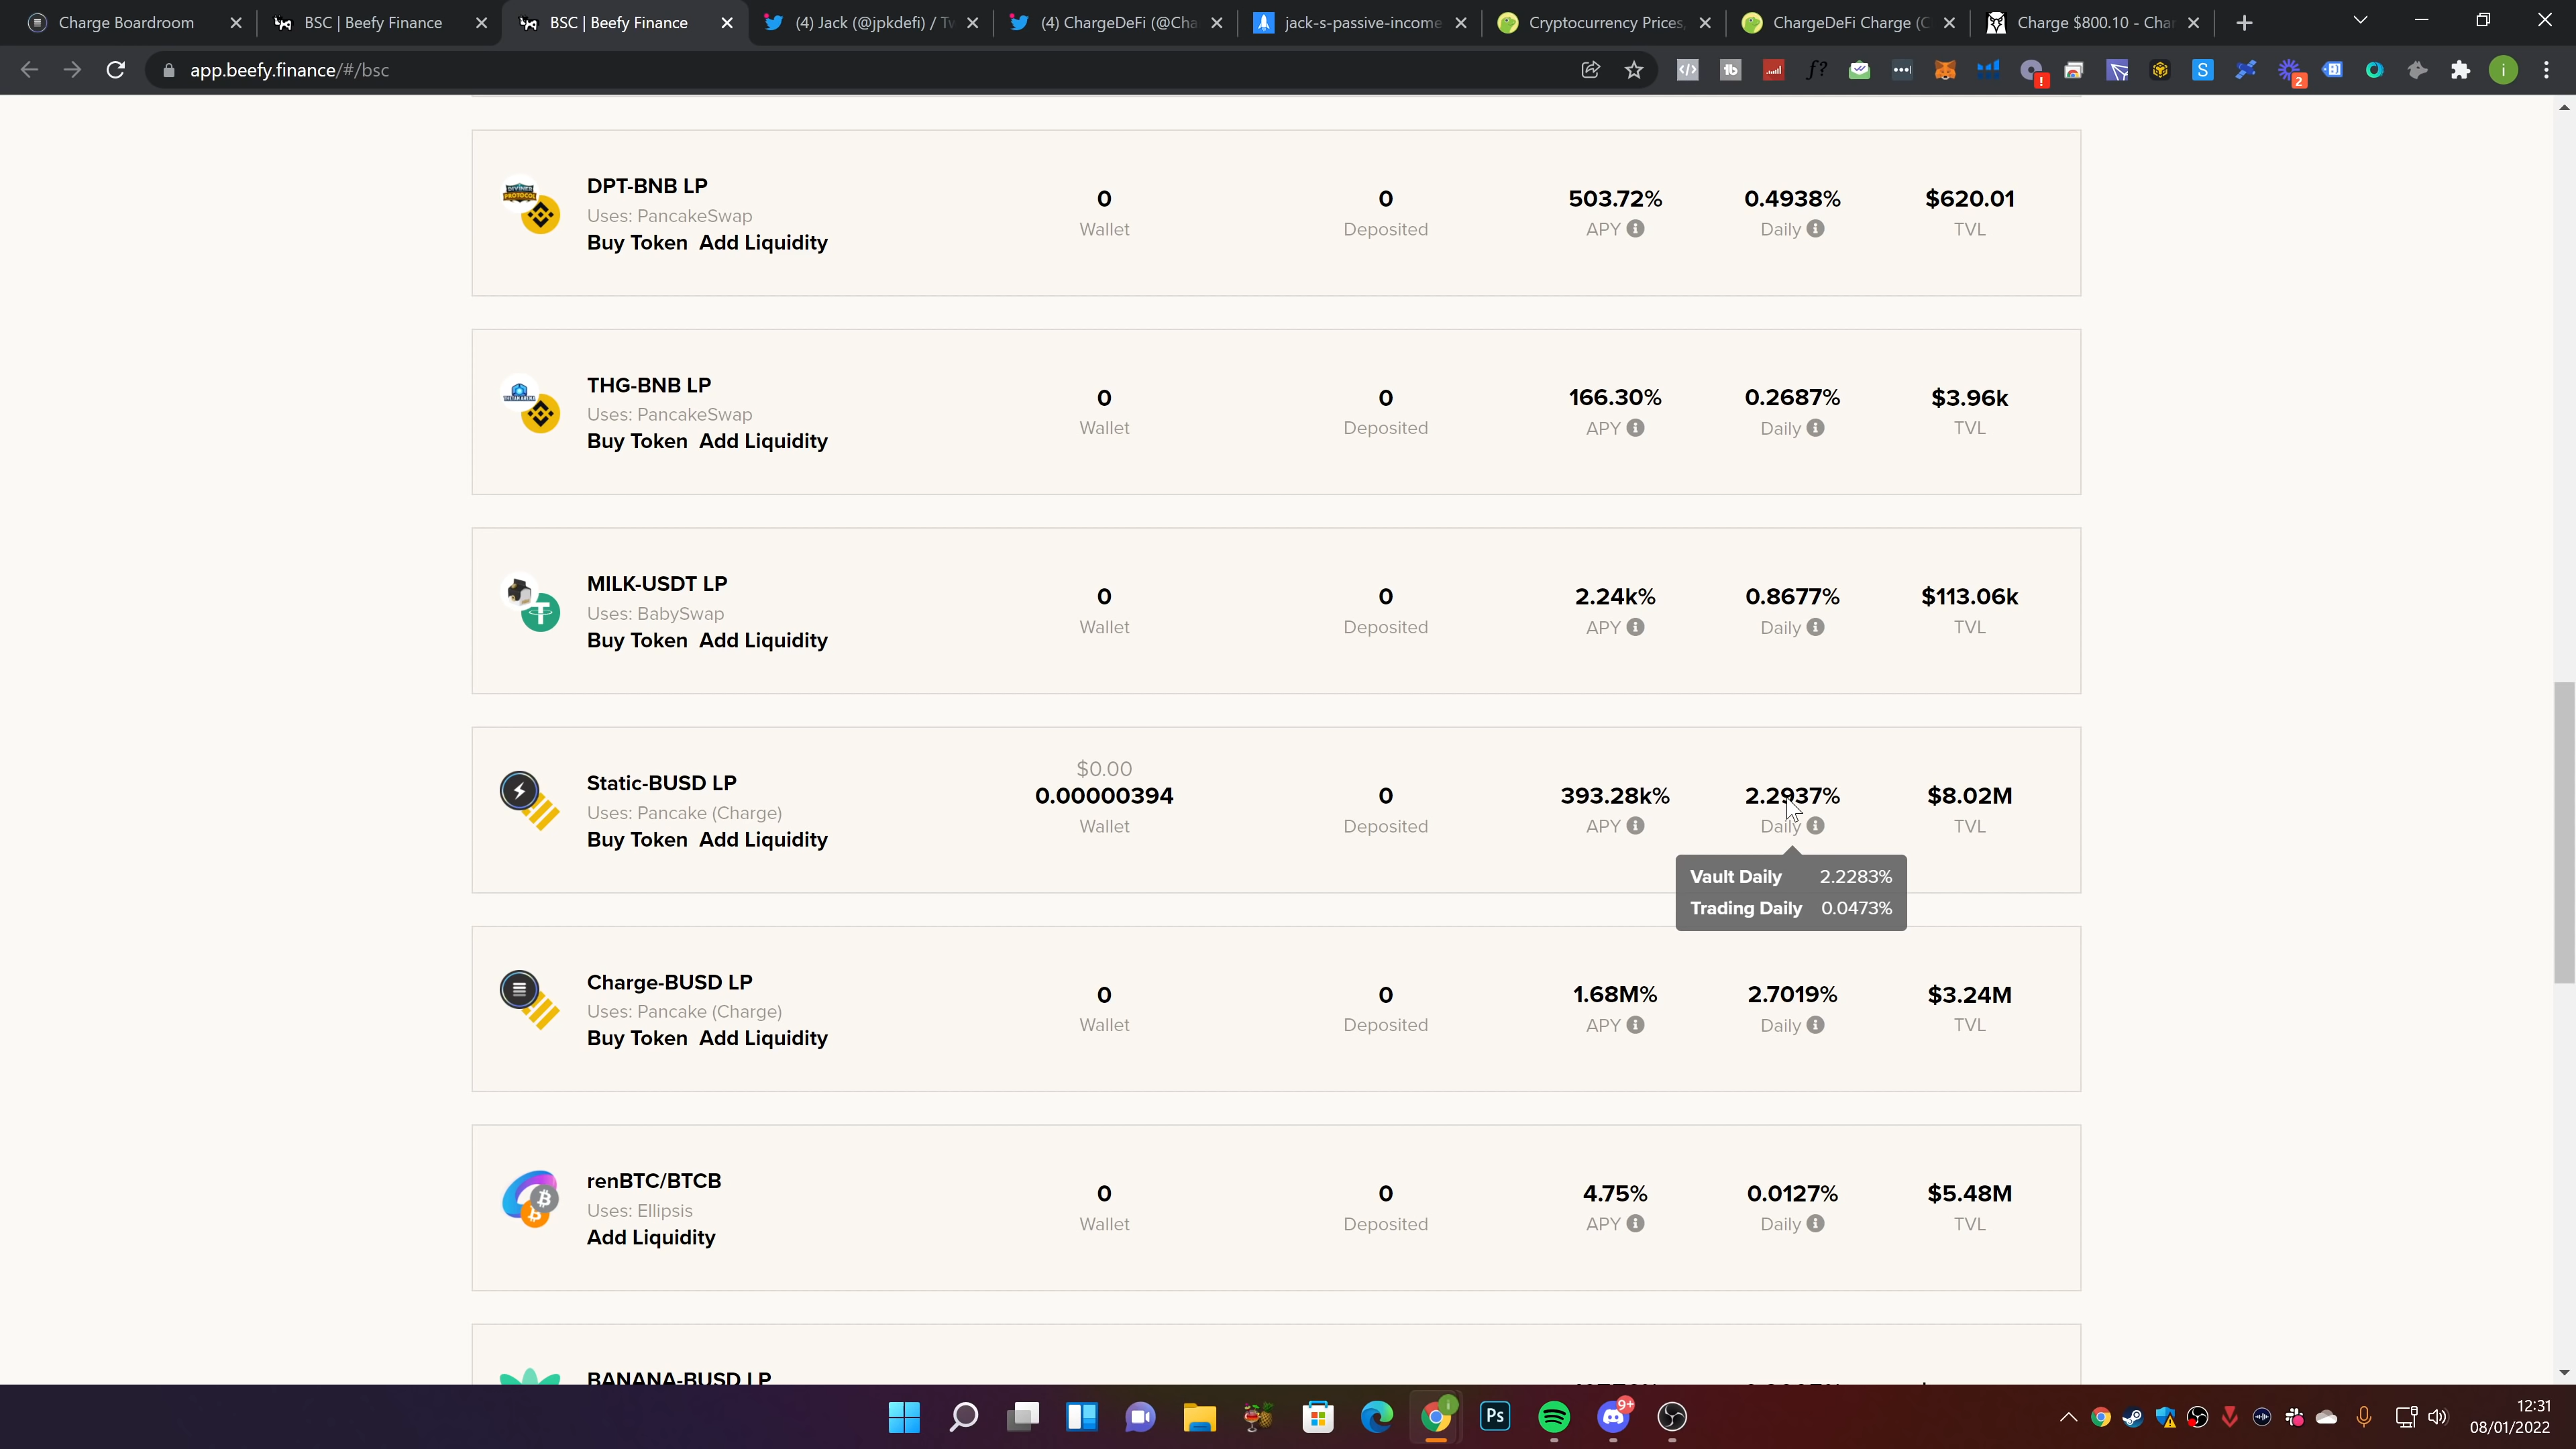 Charge Boardroom
BSC | Beefy Finance
BSC | Beefy Finance
(4) Jack (@jpkdefi) / Tw
(4) ChargeDeFi (@Cha
jack-s-passive-income
Cryptocurrency Prices,
ChargeDeFi Charge (C
Charge $800.10 - Char
app.beefy.finance/#/bsc
DPT-BNB LP
Uses: PancakeSwap
Buy Token Add Liquidity
0
Wallet
0
Deposited
503.72%
APY
0.4938%
Daily
$620.01
TVL
THG-BNB LP
Uses: PancakeSwap
Buy Token Add Liquidity
0
Wallet
0
Deposited
166.30%
APY
0.2687%
Daily
$3.96k
TVL
MILK-USDT LP
Uses: BabySwap
Buy Token Add Liquidity
0
Wallet
0
Deposited
2.24k%
APY
0.8677%
Daily
$113.06k
TVL
Static-BUSD LP
Uses: Pancake (Charge)
Buy Token Add Liquidity
$0.00
0.00000394
Wallet
0
Deposited
393.28k%
APY
2.2937%
Daily
$8.02M
TVL
Vault Daily 2.2283%
Trading Daily 0.0473%
Charge-BUSD LP
Uses: Pancake (Charge)
Buy Token Add Liquidity
0
Wallet
0
Deposited
1.68M%
APY
2.7019%
Daily
$3.24M
TVL
renBTC/BTCB
Uses: Ellipsis
Add Liquidity
0
Wallet
0
Deposited
4.75%
APY
0.0127%
Daily
$5.48M
TVL
BANANA-BUSD LP
Ps
9+
12:31
08/01/2022